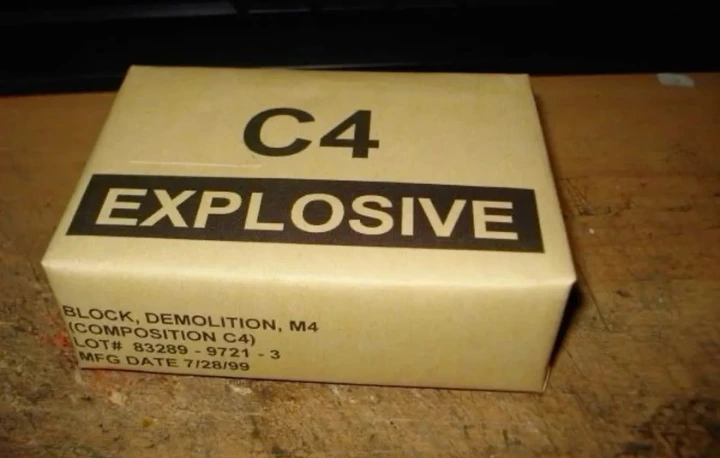 C4
EXPLOSIVE
BLOCK, DEMOLITION, M4
(COMPOSITION C4)
LOT# 83289 - 9721 - 3
MFG DATE 7/28/99